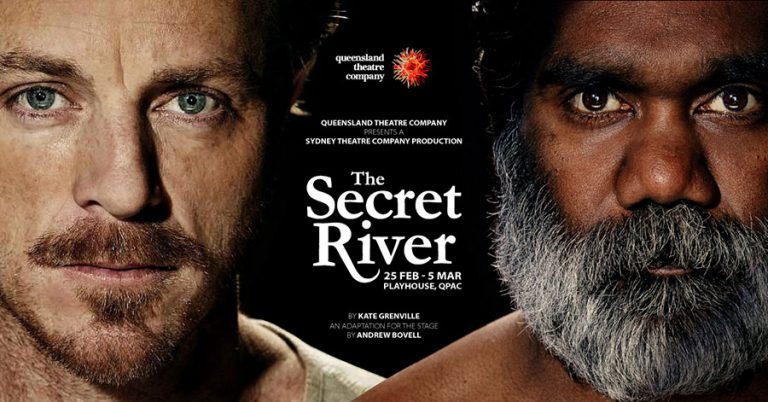 queensland
theatre
company
QUEENSLAND THEATRE COMPANY
PRESENTS A
SYDNEY THEATRE COMPANY PRODUCTION
The
Secret
River
25 FEB - 5 MAR
PLAYHOUSE, QPAC
BY KATE GRENVILLE
AN ADAPTATION FOR THE STAGE
BY ANDREW BOVELL